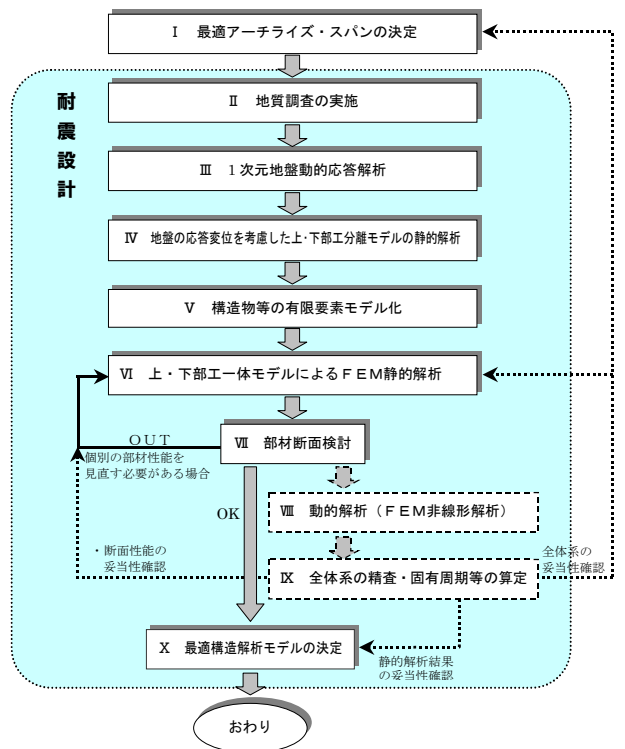 Ⅰ 最適アーチライズ・スパンの決定
耐震設計
Ⅱ 地質調査の実施
Ⅲ 1次元地盤動的応答解析
Ⅳ 地盤の応答変位を考慮した上・下部工分離モデルの静的解析
Ⅴ 構造物等の有限要素モデル化
Ⅵ 上・下部工一体モデルによるFEM静的解析
OUT
個別の部材性能を
見直す必要がある場合
Ⅶ 部材断面検討
OK
Ⅷ 動的解析(FEM非線形解析)
・断面性能の
妥当性確認
全体系の
妥当性確認
Ⅸ 全体系の精査・固有周期等の算定
Ⅹ 最適構造解析モデルの決定
静的解析結果
の妥当性確認
おわり